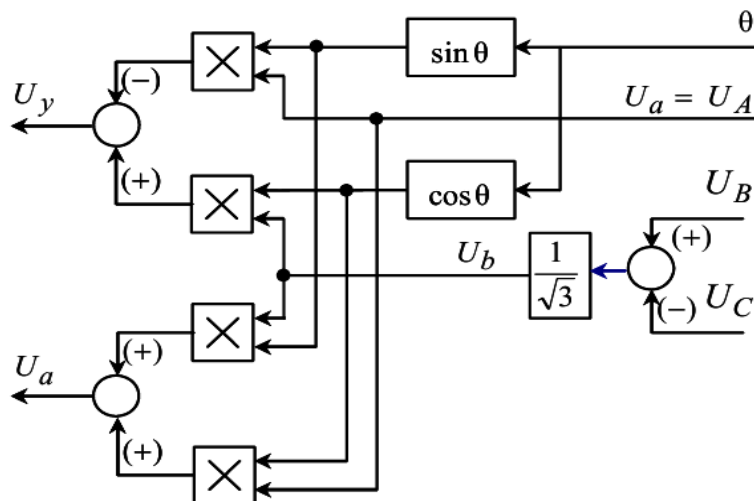 θ
sin θ
(−)
U_y
U_a = U_A
(+)
cos θ
U_B
(+)
U_b
1/√3
U_C
(−)
(+)
U_a
(+)